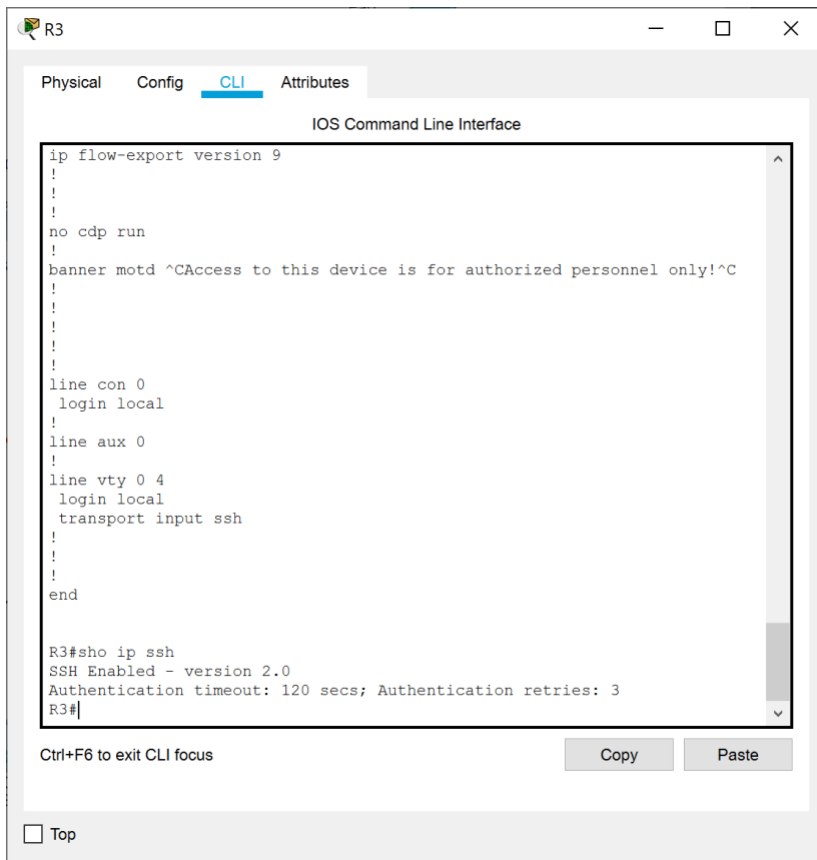 R3
Physical Config CLI Attributes
IOS Command Line Interface
ip flow-export version 9
!
!
!
no cdp run
!
banner motd ^CAccess to this device is for authorized personnel only!^C
!
!
!
!
!
line con 0
 login local
!
line aux 0
!
line vty 0 4
 login local
 transport input ssh
!
!
!
end
R3#sho ip ssh
SSH Enabled - version 2.0
Authentication timeout: 120 secs; Authentication retries: 3
R3#
Ctrl+F6 to exit CLI focus
Copy Paste
Top